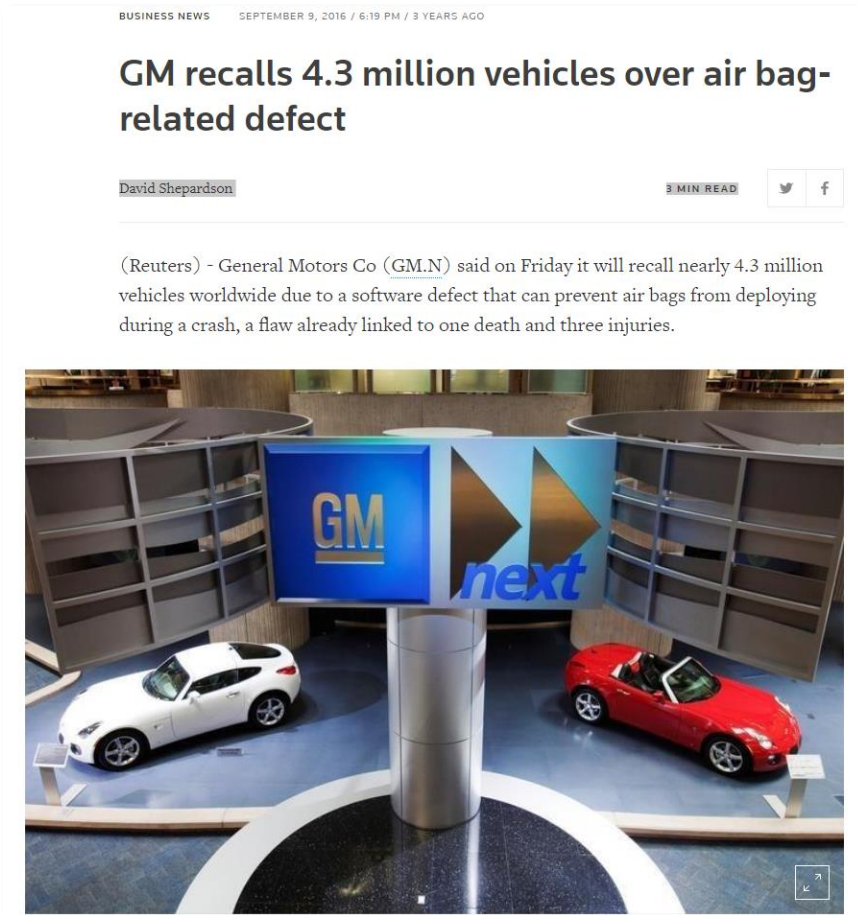 BUSINESS NEWS SEPTEMBER 9, 2016 / 6:19 PM / 3 YEARS AGO
GM recalls 4.3 million vehicles over air bag-
related defect
David Shepardson
3 MIN READ
(Reuters) - General Motors Co (GM.N) said on Friday it will recall nearly 4.3 million
vehicles worldwide due to a software defect that can prevent air bags from deploying
during a crash, a flaw already linked to one death and three injuries.
GM
next